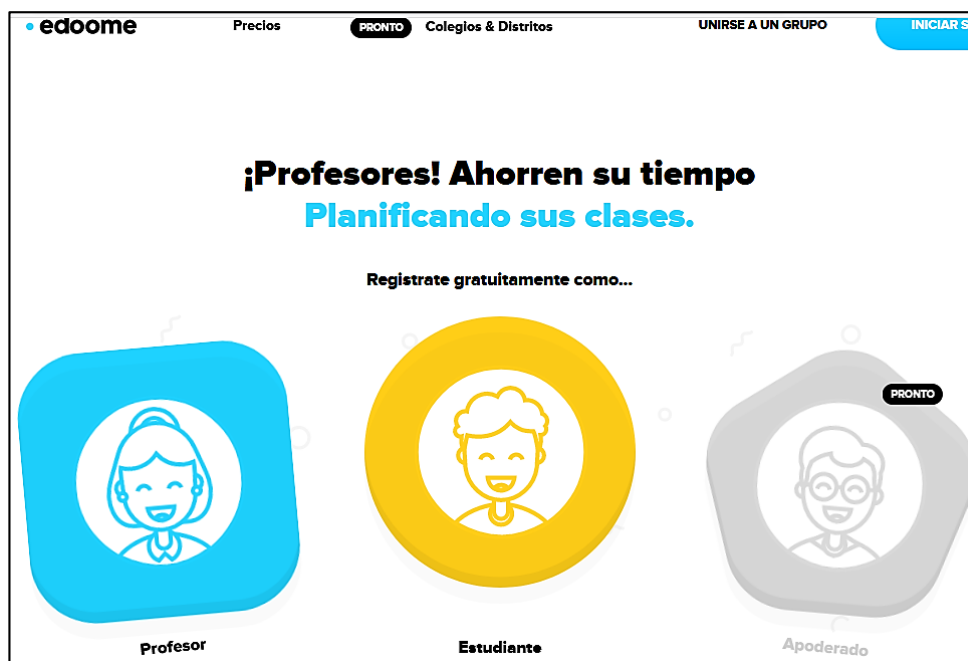 edoome
Precios
PRONTO Colegios & Distritos
UNIRSE A UN GRUPO
INICIAR S
¡Profesores! Ahorren su tiempo
Planificando sus clases.
Registrate gratuitamente como...
PRONTO
Profesor
Estudiante
Apoderado